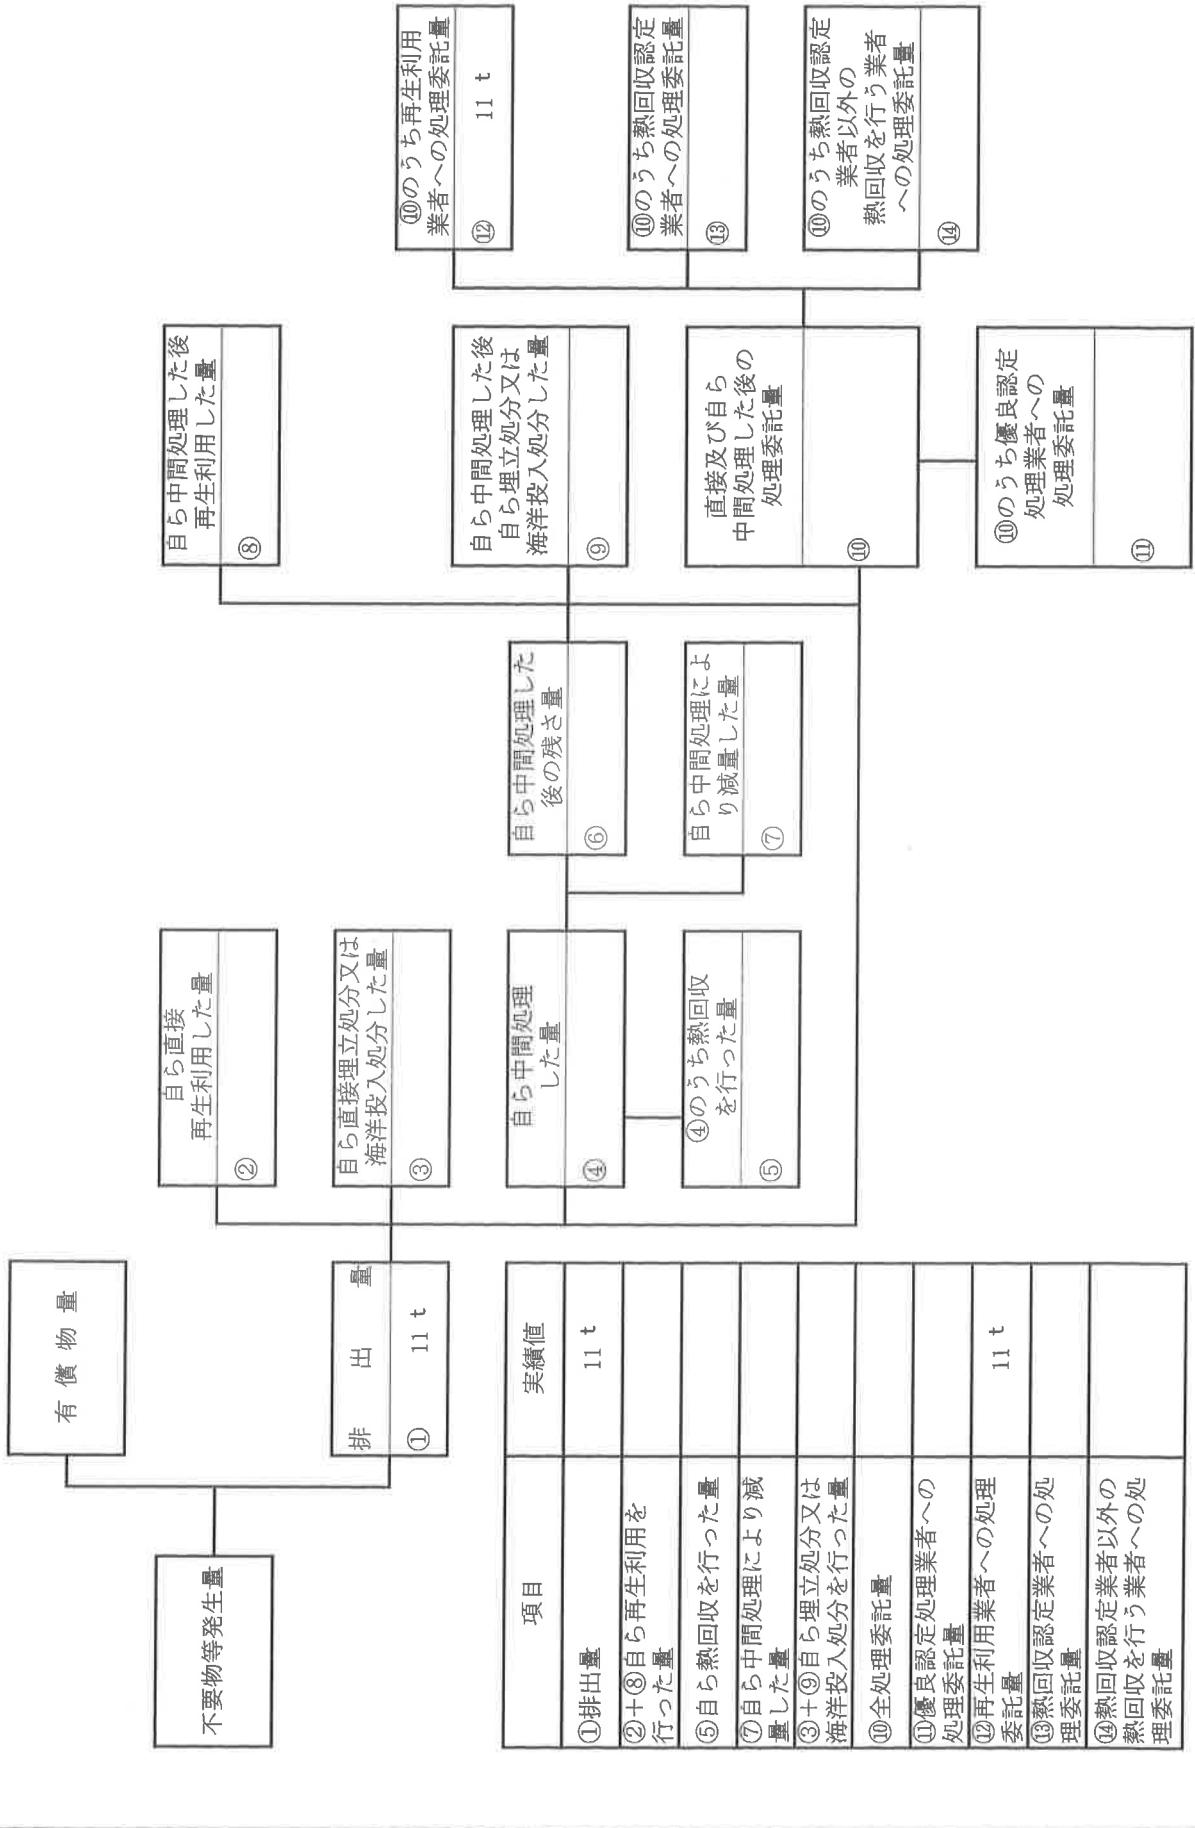 有償物量
不要物等発生量
排出量
① 11 t
自ら直接
再生利用した量
②
自ら直接埋立処分又は
海洋投入処分した量
③
自ら中間処理
した量
④
④のうち熱回収
を行った量
⑤
自ら中間処理した
後の残さ量
⑥
自ら中間処理によ
り減量した量
⑦
自ら中間処理した後
再生利用した量
⑧
自ら中間処理した後
自ら埋立処分又は
海洋投入処分した量
⑨
直接及び自ら
中間処理した後の
処理委託量
⑩
⑩のうち優良認定
処理業者への
処理委託量
⑪
⑩のうち再生利用
業者への処理委託量
⑫ 11 t
⑩のうち熱回収認定
業者への処理委託量
⑬
⑩のうち熱回収認定
業者以外の
熱回収を行う業者
への処理委託量
⑭
項目 実績値
①排出量 11 t
②+⑧自ら再生利用を
行った量
⑤自ら熱回収を行った量
⑦自ら中間処理により減
量した量
③+⑨自ら埋立処分又は
海洋投入処分を行った量
⑩全処理委託量
⑪優良認定処理業者への
処理委託量
⑫再生利用業者への処理
委託量 11 t
⑬熱回収認定業者への処
理委託量
⑭熱回収認定業者以外の
熱回収を行う業者への処
理委託量